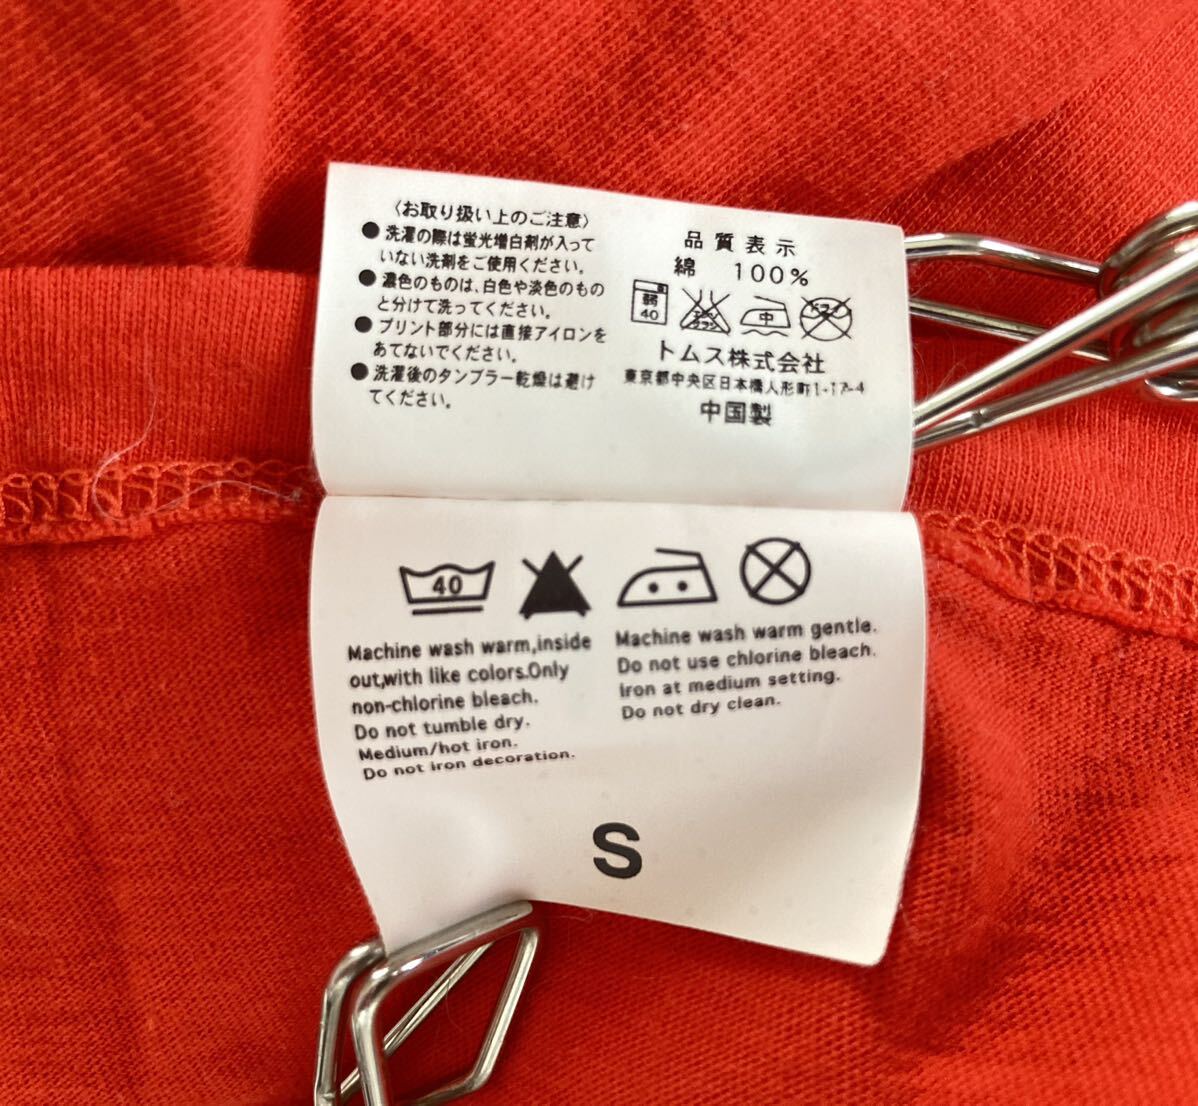 〈お取り扱い上のご注意〉
●洗濯の際は蛍光増白剤が入って
いない洗剤をご使用ください。
●濃色のものは、白色や淡色のもの
と分けて洗ってください。
●プリント部分には直接アイロンを
あてないでください。
●洗濯後のタンブラー乾燥は避け
てください。
品質表示
綿 100%
弱
40
エンソ
サラシ
中
ドライ
トムス株式会社
東京都中央区日本橋人形町1-17-4
中国製
40
Machine wash warm,inside
out,with like colors.Only
non-chlorine bleach.
Do not tumble dry.
Medium/hot iron.
Do not iron decoration.
Machine wash warm gentle.
Do not use chlorine bleach.
Iron at medium setting.
Do not dry clean.
S